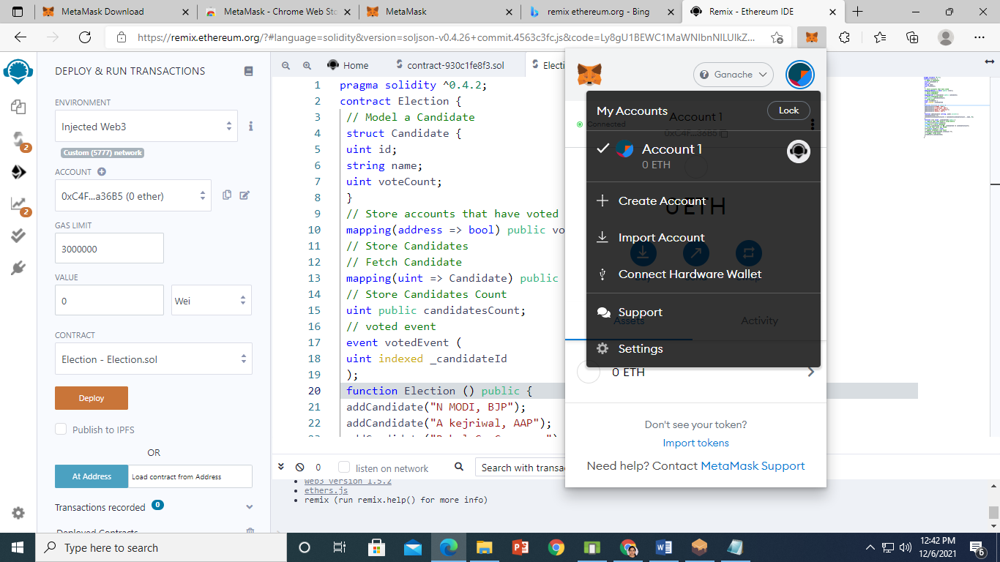 MetaMask Download
MetaMask - Chrome Web Sto
MetaMask
remix ethereum.org - Bing
Remix - Ethereum IDE
https://remix.ethereum.org/?#language=solidity&version=soljson-v0.4.26+commit.4563c3fc.js&code=Ly8gU1BEWC1MaWNlbnNlLUlkZ...
DEPLOY & RUN TRANSACTIONS
ENVIRONMENT
Injected Web3
Custom (5777) network
ACCOUNT
0xC4F...a36B5 (0 ether)
GAS LIMIT
3000000
VALUE
0
Wei
CONTRACT
Election - Election.sol
Deploy
Publish to IPFS
OR
At Address
Load contract from Address
Transactions recorded 0
Deployed Contracts
2
2
Home
contract-930c1fe8f3.sol
Electi
1 pragma solidity ^0.4.2;
2 contract Election {
3 // Model a Candidate
4 struct Candidate {
5 uint id;
6 string name;
7 uint voteCount;
8 }
9 // Store accounts that have voted
10 mapping(address => bool) public vo
11 // Store Candidates
12 // Fetch Candidate
13 mapping(uint => Candidate) public
14 // Store Candidates Count
15 uint public candidatesCount;
16 // voted event
17 event votedEvent (
18 uint indexed _candidateId
19 );
20 function Election () public {
21 addCandidate("N MODI, BJP");
22 addCandidate("A kejriwal, AAP");
0
listen on network
Search with transa
web3 version 1.5.2
ethers.js
remix (run remix.help() for more info)
Ganache
My Accounts
Lock
Account 1
Connected
0xC4F...36B5
Account 1
0 ETH
Create Account
0 ETH
Import Account
Connect Hardware Wallet
Support
Assets
Activity
Settings
0 ETH
Don't see your token?
Import tokens
Need help? Contact MetaMask Support
Type here to search
12:42 PM
12/6/2021
6